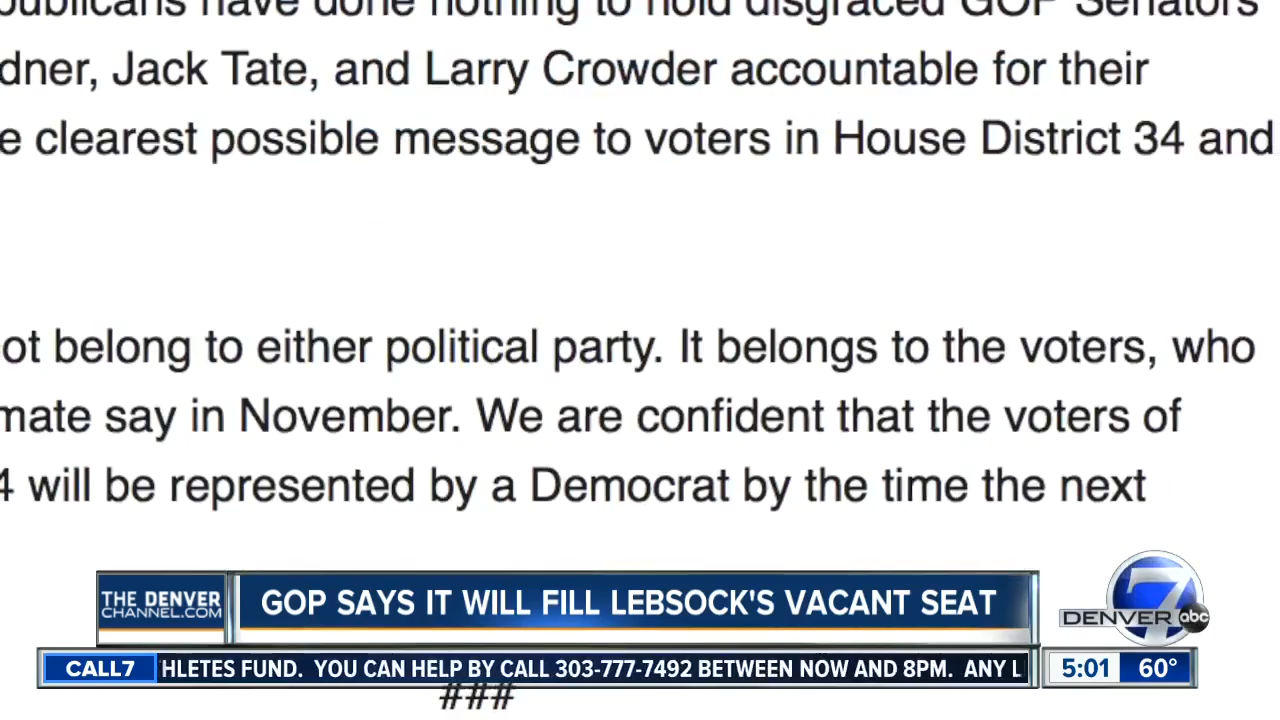 publicans have done nothing to hold disgraced GOP Senators
dner, Jack Tate, and Larry Crowder accountable for their
e clearest possible message to voters in House District 34 and
ot belong to either political party. It belongs to the voters, who
mate say in November. We are confident that the voters of
4 will be represented by a Democrat by the time the next
THE DENVER
CHANNEL.COM
GOP SAYS IT WILL FILL LEBSOCK'S VACANT SEAT
DENVER 7 abc
CALL7
THLETES FUND. YOU CAN HELP BY CALL 303-777-7492 BETWEEN NOW AND 8PM. ANY L
5:01 60°
###